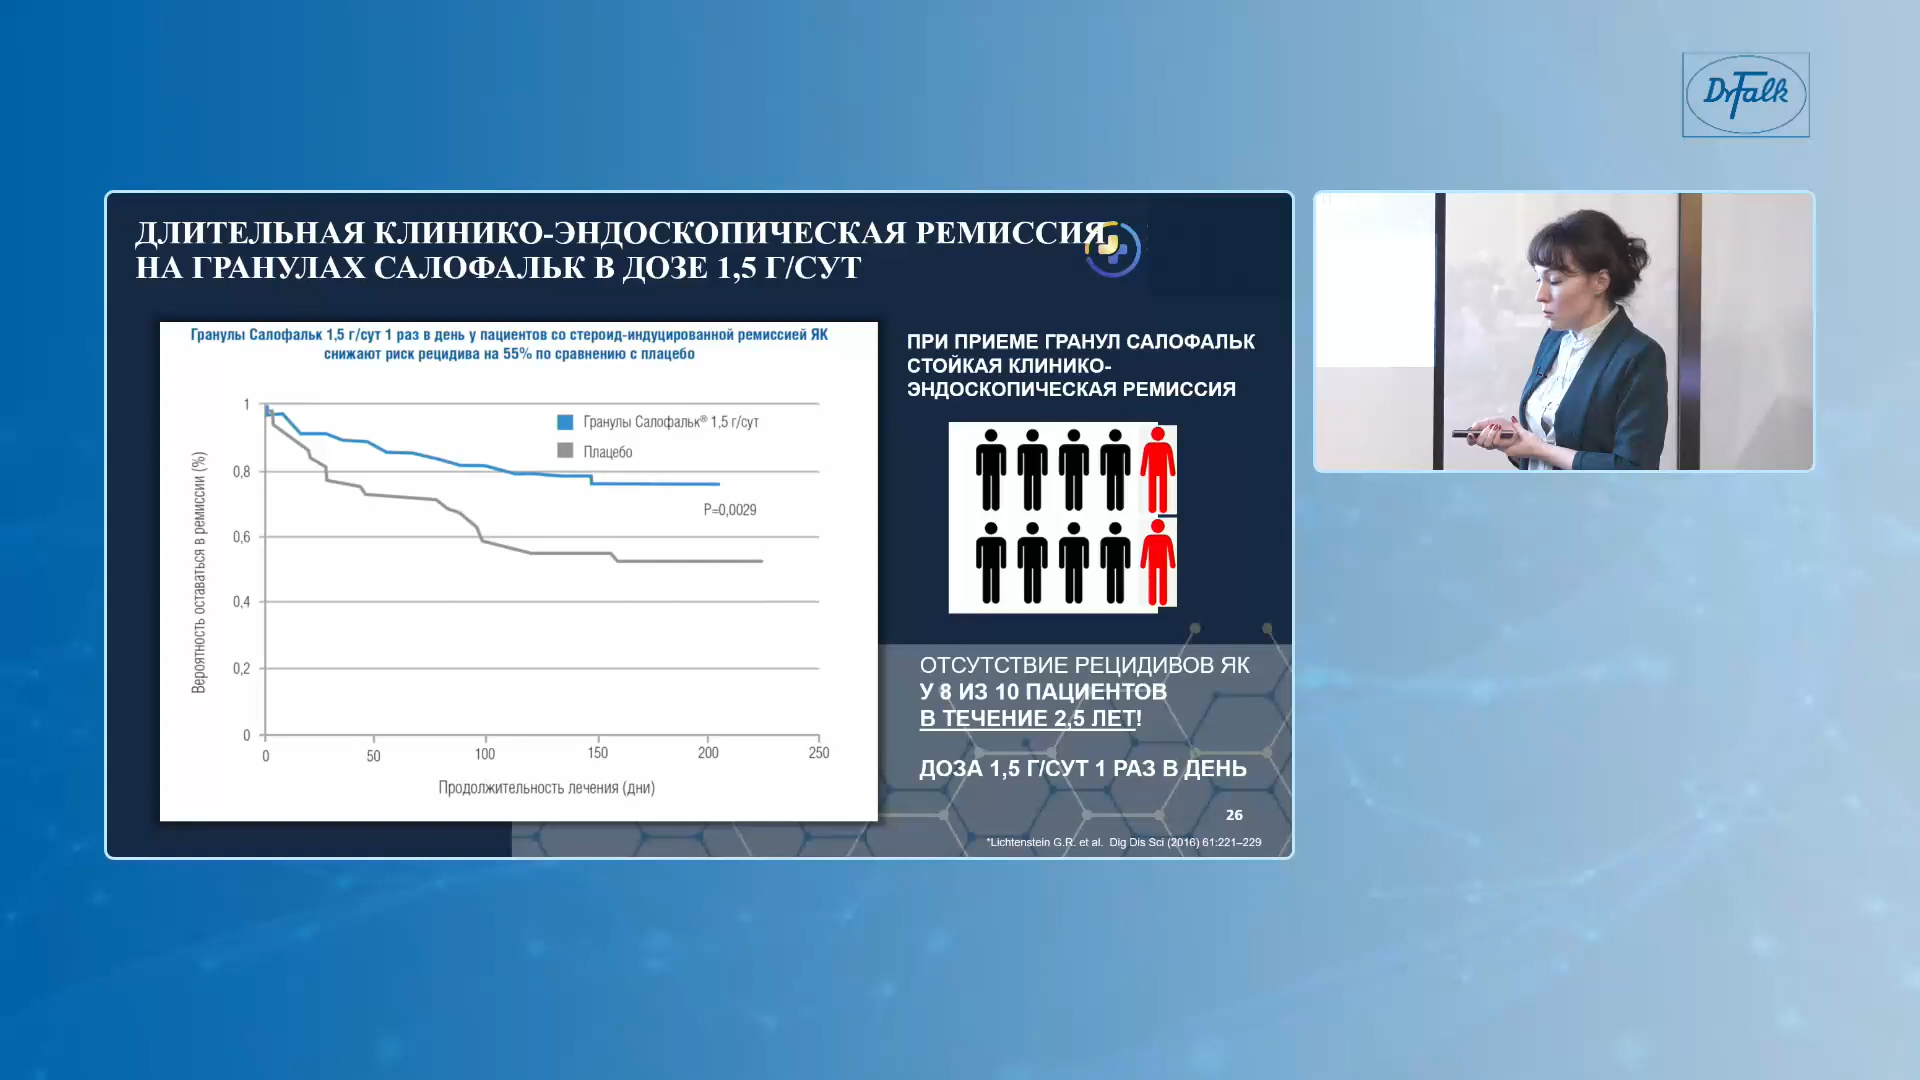 Dr Falk
ДЛИТЕЛЬНАЯ КЛИНИКО-ЭНДОСКОПИЧЕСКАЯ РЕМИССИЯ
НА ГРАНУЛАХ САЛОФАЛЬК В ДОЗЕ 1,5 Г/СУТ
Гранулы Салофальк 1,5 г/сут 1 раз в день у пациентов со стероид-индуцированной ремиссией ЯК
снижают риск рецидива на 55% по сравнению с плацебо
Вероятность оставаться в ремиссии (%)
1
0,8
0,6
0,4
0,2
0
Гранулы Салофальк® 1,5 г/сут
Плацебо
P=0,0029
0 50 100 150 200 250
Продолжительность лечения (дни)
ПРИ ПРИЕМЕ ГРАНУЛ САЛОФАЛЬК
СТОЙКАЯ КЛИНИКО-
ЭНДОСКОПИЧЕСКАЯ РЕМИССИЯ
ОТСУТСТВИЕ РЕЦИДИВОВ ЯК
У 8 ИЗ 10 ПАЦИЕНТОВ
В ТЕЧЕНИЕ 2,5 ЛЕТ!
ДОЗА 1,5 Г/СУТ 1 РАЗ В ДЕНЬ
26
*Lichtenstein G.R. et al. Dig Dis Sci (2016) 61:221–229